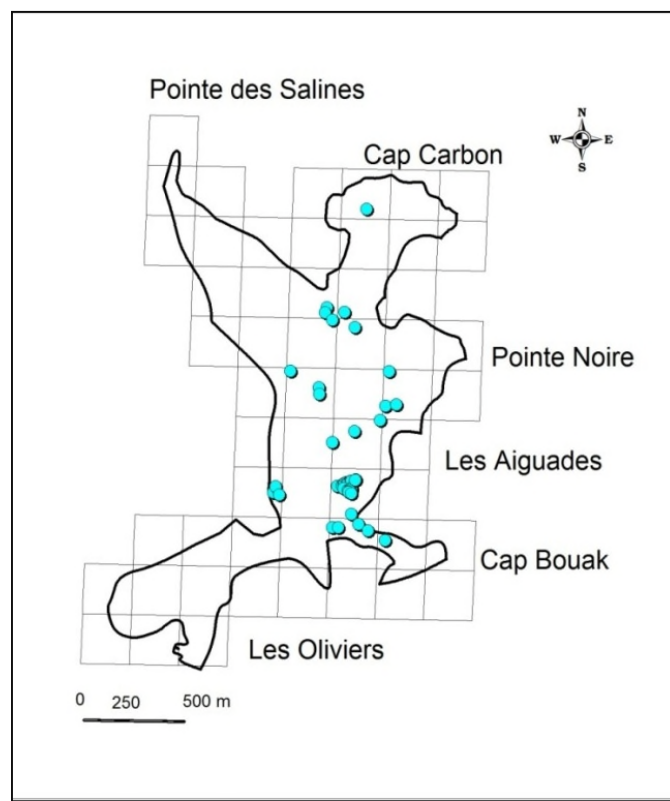 Pointe des Salines
N
Cap Carbon
W E
S
Pointe Noire
Les Aiguades
Cap Bouak
Les Oliviers
0 250 500 m